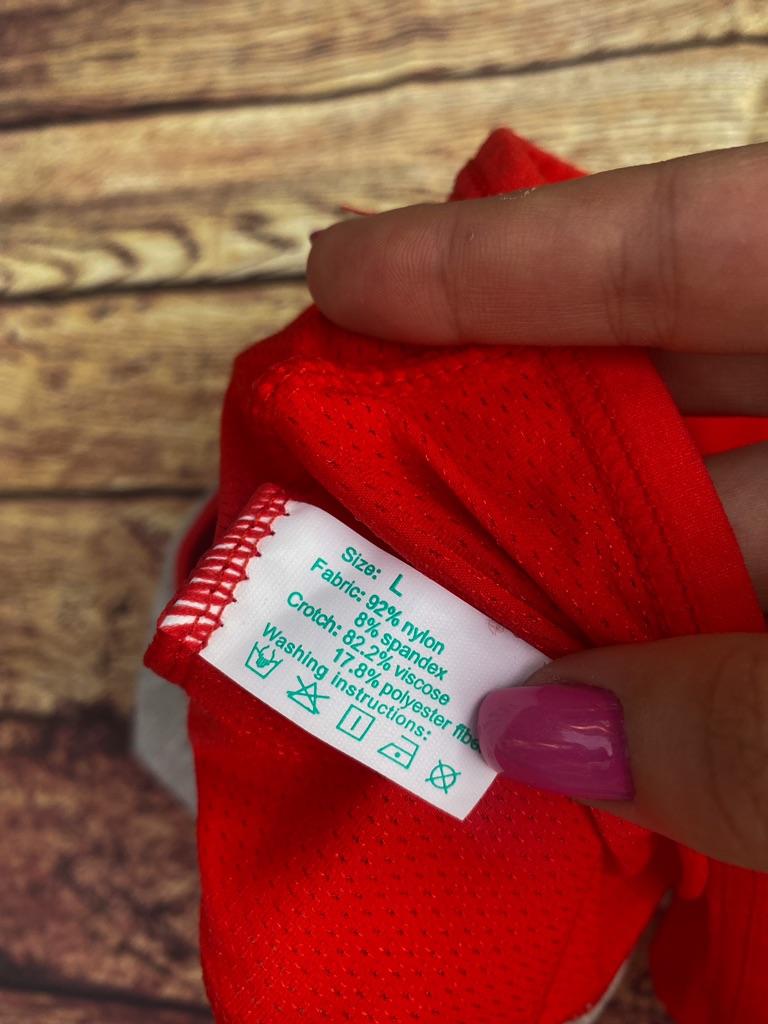 Size: L
Fabric: 92% nylon
8% spandex
Crotch: 82.2% viscose
17.8% polyester
Washing instructions: